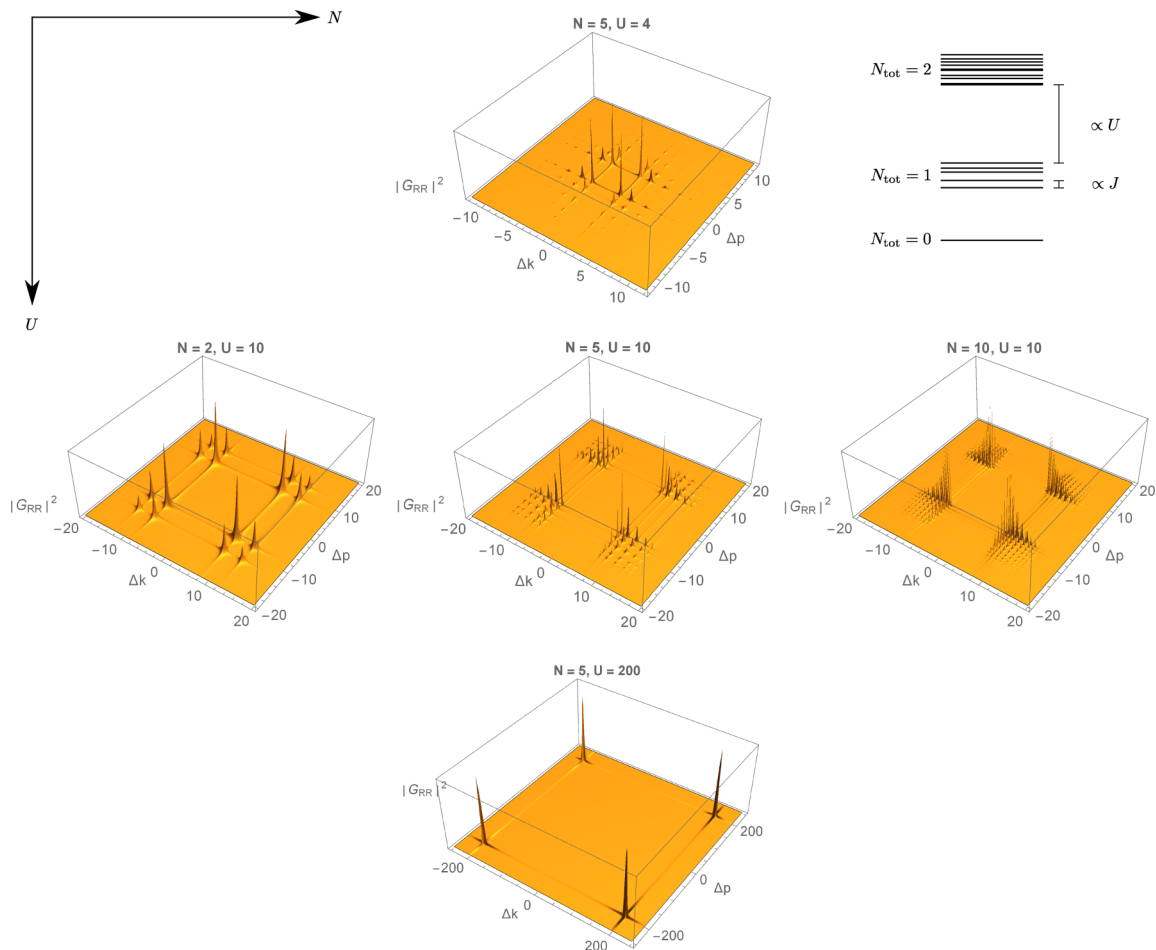 N
U
N = 5, U = 4
|G_RR|²
−10
−5
0
5
10
Δk
−10
−5
0
5
10
Δp
N_tot = 2
∝ U
N_tot = 1
∝ J
N_tot = 0
N = 2, U = 10
|G_RR|²
−20
−10
0
10
20
Δk
−20
−10
0
10
20
Δp
N = 5, U = 10
|G_RR|²
−20
−10
0
10
20
Δk
−20
−10
0
10
20
Δp
N = 10, U = 10
|G_RR|²
−20
−10
0
10
20
Δk
−20
−10
0
10
20
Δp
N = 5, U = 200
|G_RR|²
−200
0
200
Δk
−200
0
200
Δp